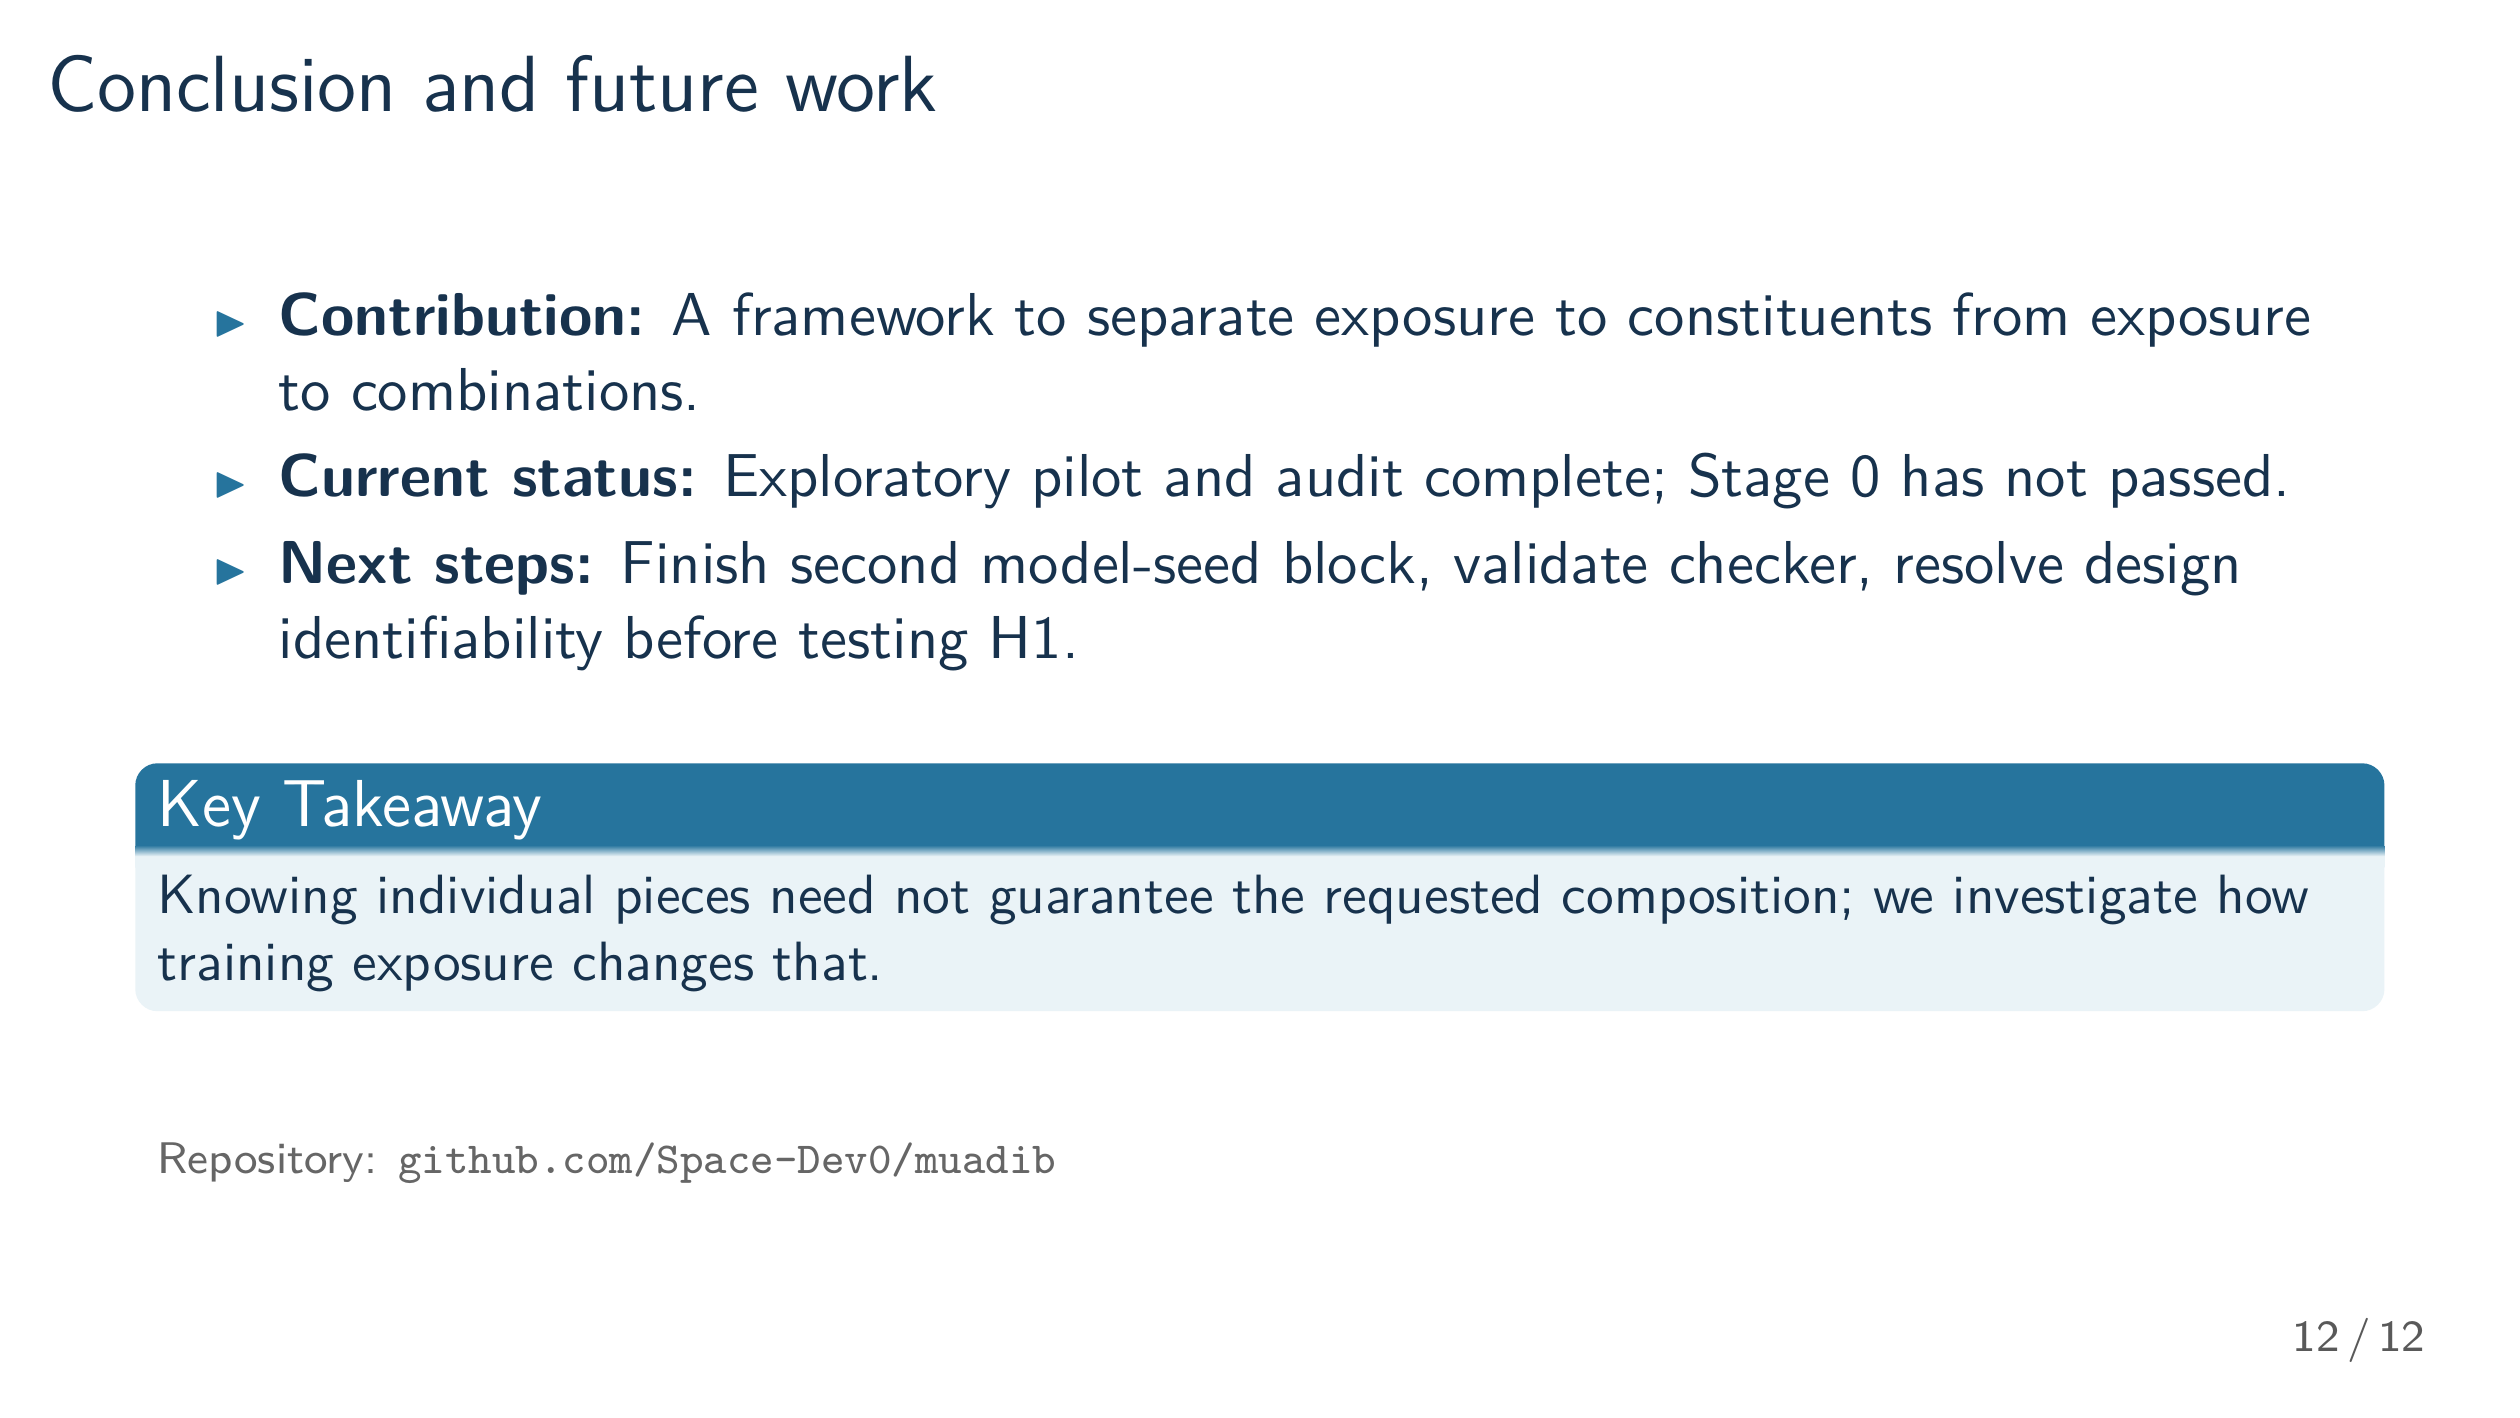 Conclusion and future work
Contribution: A framework to separate exposure to constituents from exposure
to combinations.
Current status: Exploratory pilot and audit complete; Stage 0 has not passed.
Next steps: Finish second model-seed block, validate checker, resolve design
identifiability before testing H1.
Key Takeaway
Knowing individual pieces need not guarantee the requested composition; we investigate how
training exposure changes that.
Repository: github.com/Space-Dev0/muadib
12 / 12